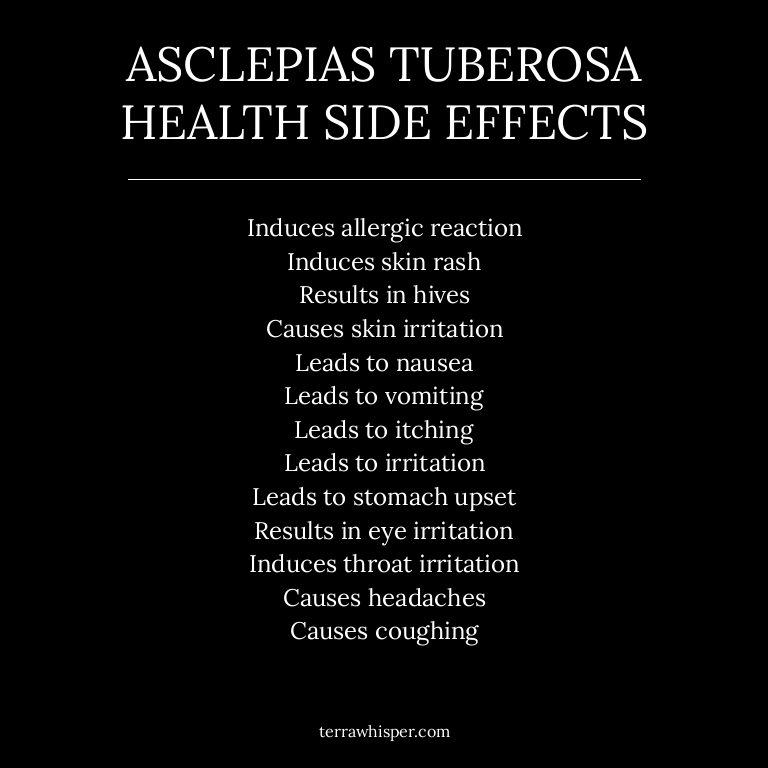 ASCLEPIAS TUBEROSA
HEALTH SIDE EFFECTS
Induces allergic reaction
Induces skin rash
Results in hives
Causes skin irritation
Leads to nausea
Leads to vomiting
Leads to itching
Leads to irritation
Leads to stomach upset
Results in eye irritation
Induces throat irritation
Causes headaches
Causes coughing
terrawhisper.com